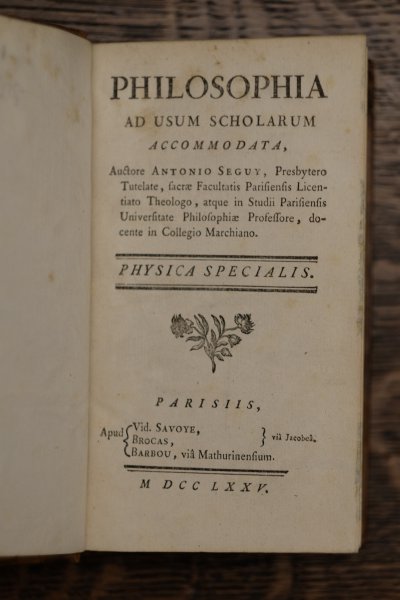 PHILOSOPHIA
AD USUM SCHOLARUM
ACCOMMODATA,
Auctore ANTONIO SEGUY, Presbytero
Tutelate, sacræ Facultatis Parisiensis Licen-
tiato Theologo, atque in Studii Parisiensis
Universitate Philosophiæ Professore, do-
cente in Collegio Marchiano.
PHYSICA SPECIALIS.
PARISIIS,
Apud { Vid. SAVOYE,
BROCAS, } viâ Jacobeâ.
BARBOU, viâ Mathurinensium.
M DCC LXXV.